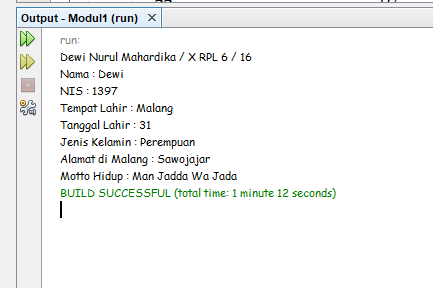 Output - Modul1 (run)
run:
Dewi Nurul Mahardika / X RPL 6 / 16
Nama : Dewi
NIS : 1397
Tempat Lahir : Malang
Tanggal Lahir : 31
Jenis Kelamin : Perempuan
Alamat di Malang : Sawojajar
Motto Hidup : Man Jadda Wa Jada
BUILD SUCCESSFUL (total time: 1 minute 12 seconds)